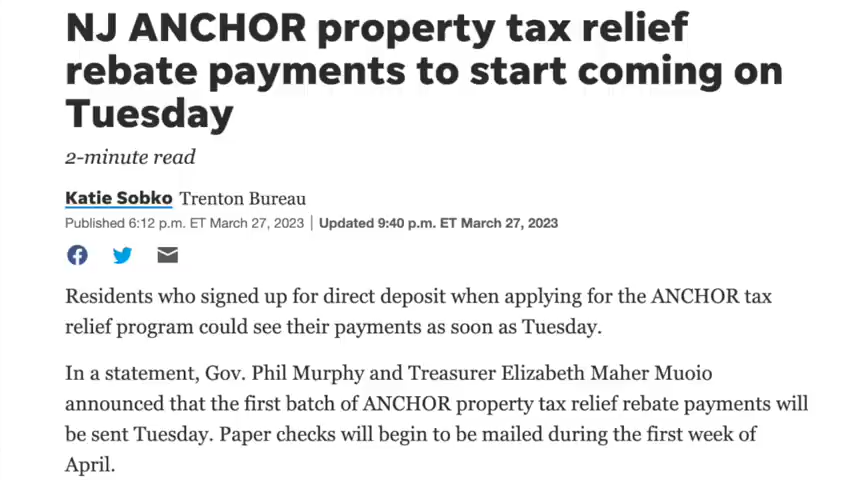 NJ ANCHOR property tax relief
rebate payments to start coming on
Tuesday
2-minute read
Katie Sobko Trenton Bureau
Published 6:12 p.m. ET March 27, 2023 | Updated 9:40 p.m. ET March 27, 2023
Residents who signed up for direct deposit when applying for the ANCHOR tax
relief program could see their payments as soon as Tuesday.
In a statement, Gov. Phil Murphy and Treasurer Elizabeth Maher Muoio
announced that the first batch of ANCHOR property tax relief rebate payments will
be sent Tuesday. Paper checks will begin to be mailed during the first week of
April.